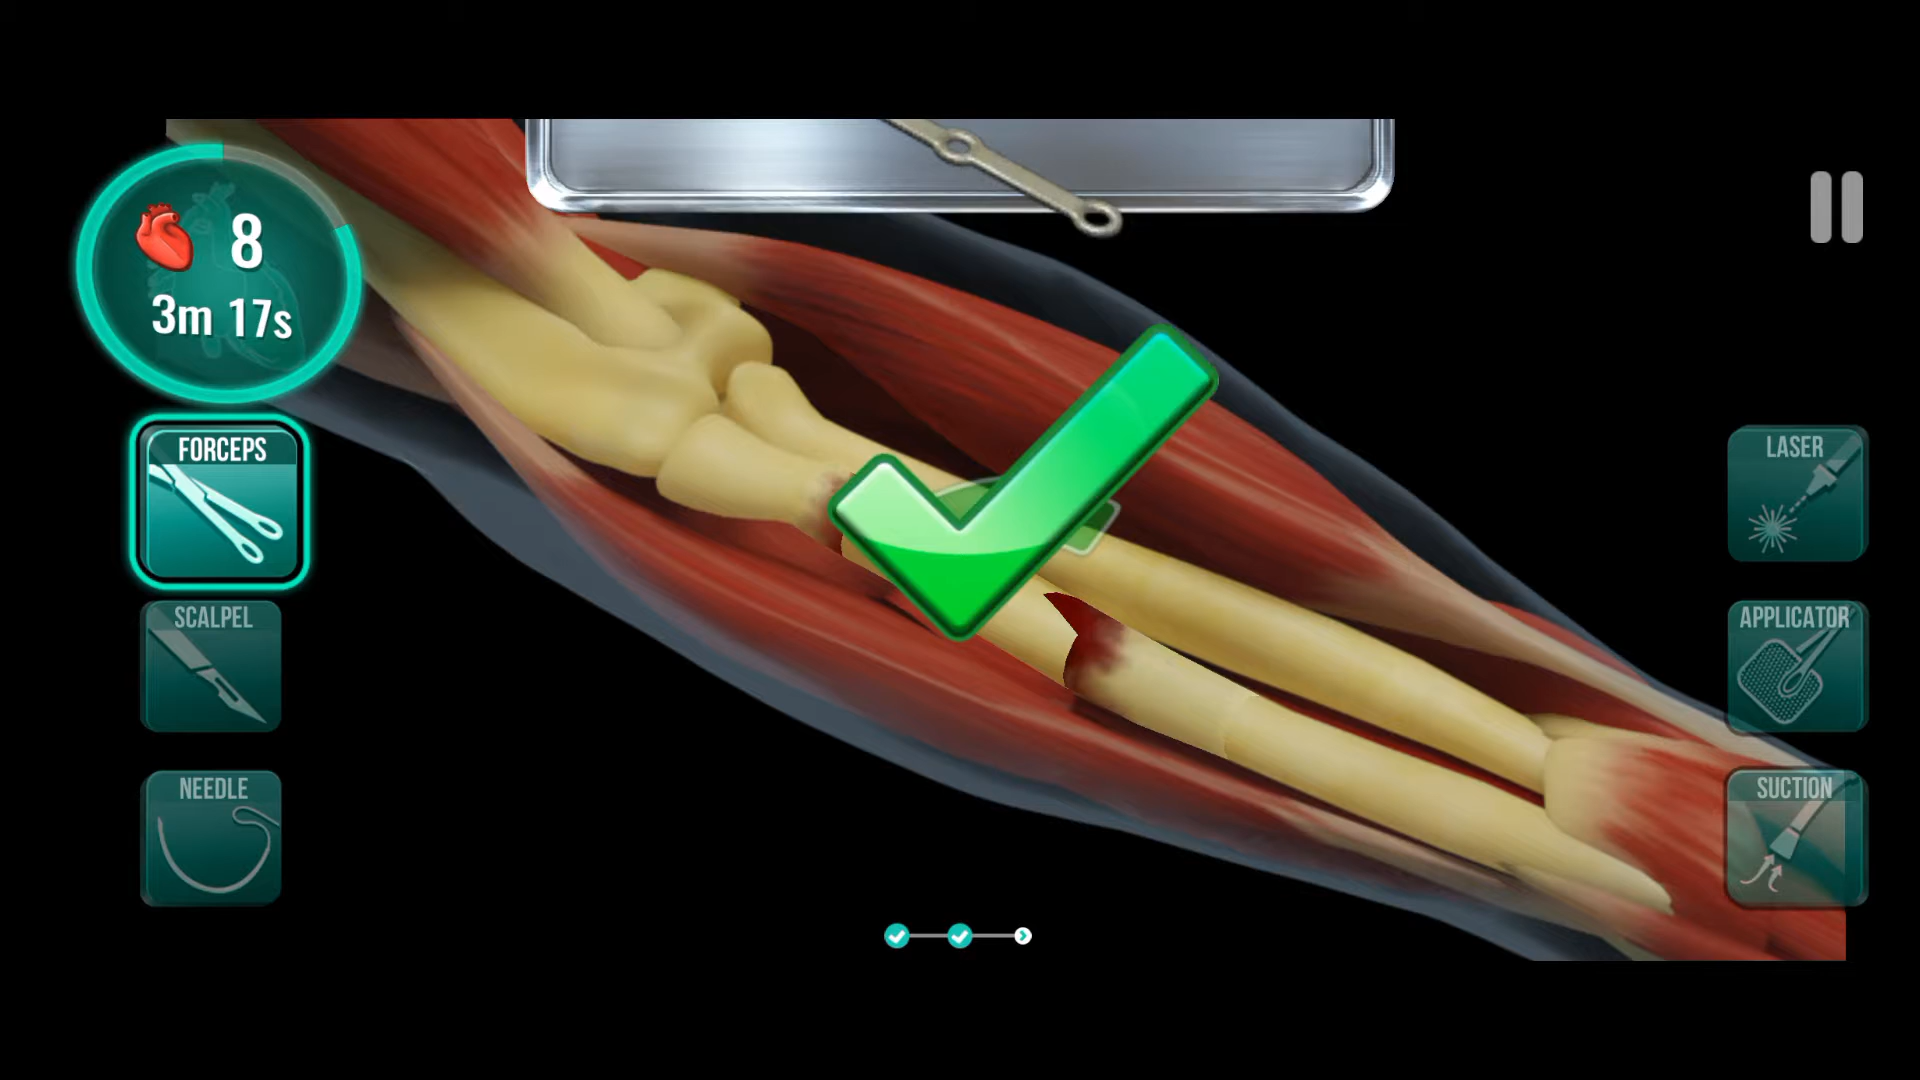 8
3m 17s
FORCEPS
SCALPEL
NEEDLE
LASER
APPLICATOR
SUCTION